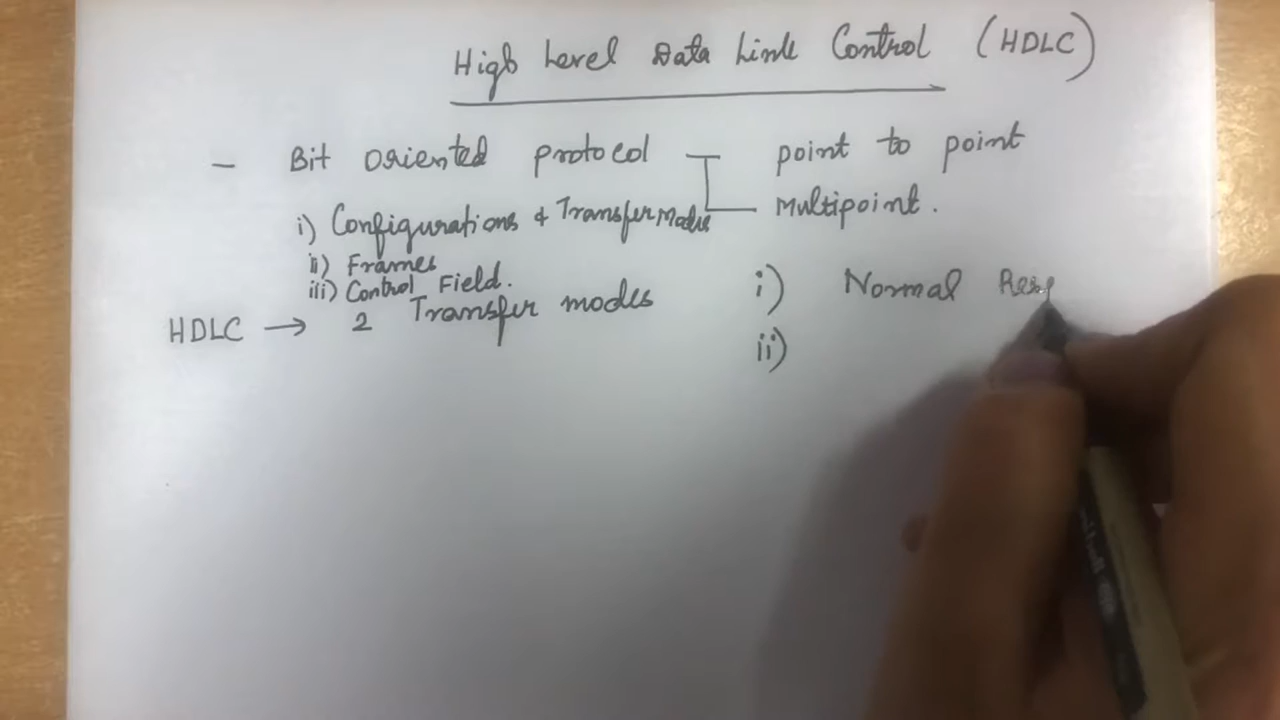 High Level Data Link Control (HDLC)
- Bit oriented protocol - point to point
Multipoint.
i) Configurations & Transfer Modes
ii) Frames
iii) Control Field.
HDLC → 2 Transfer modes
i) Normal Resp
ii)